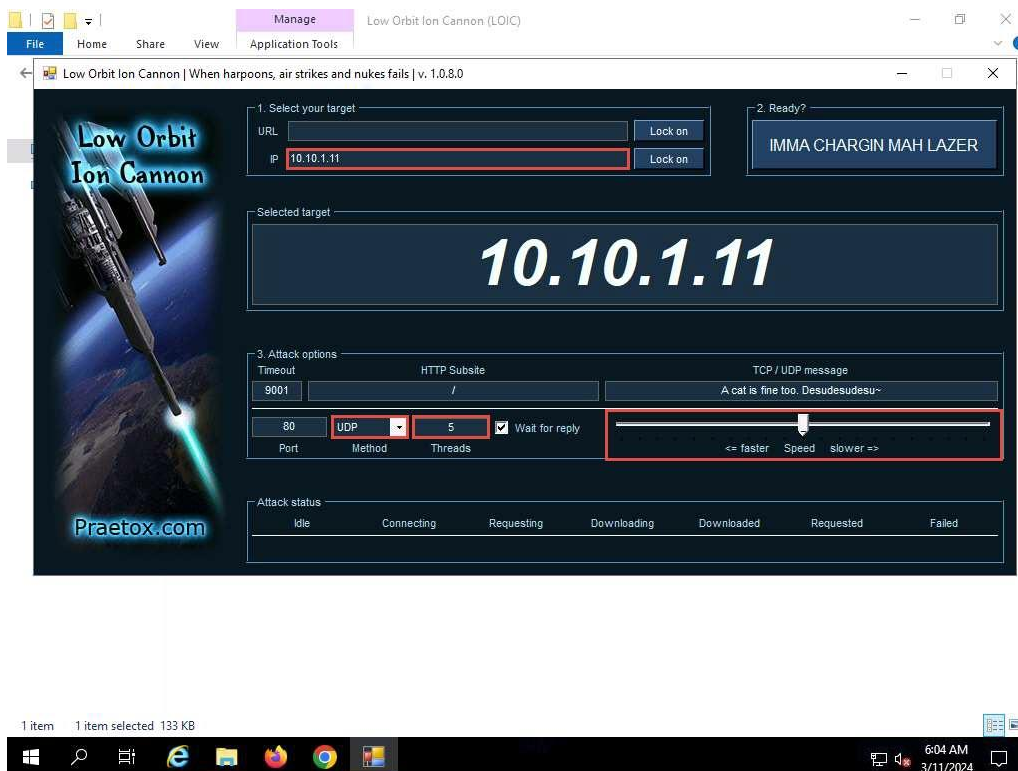 Manage
Low Orbit Ion Cannon (LOIC)
File Home Share View Application Tools
Low Orbit Ion Cannon | When harpoons, air strikes and nukes fails | v. 1.0.8.0
Low Orbit
Ion Cannon
Praetox.com
1. Select your target
URL
Lock on
IP 10.10.1.11 Lock on
2. Ready?
IMMA CHARGIN MAH LAZER
Selected target
10.10.1.11
3. Attack options
Timeout HTTP Subsite TCP / UDP message
9001 / A cat is fine too. Desudesudesu~
80 UDP 5 Wait for reply
Port Method Threads <= faster Speed slower =>
Attack status
Idle Connecting Requesting Downloading Downloaded Requested Failed
1 item 1 item selected 133 KB
6:04 AM
3/11/2024